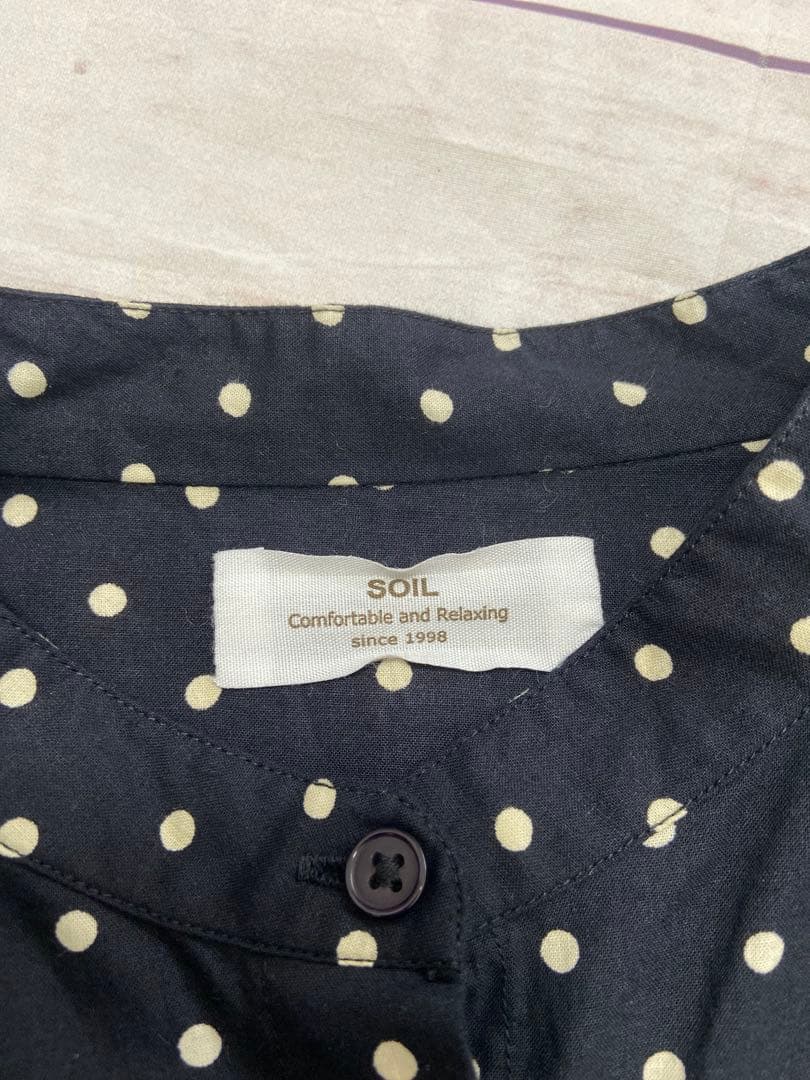 SOIL
Comfortable and Relaxing
since 1998